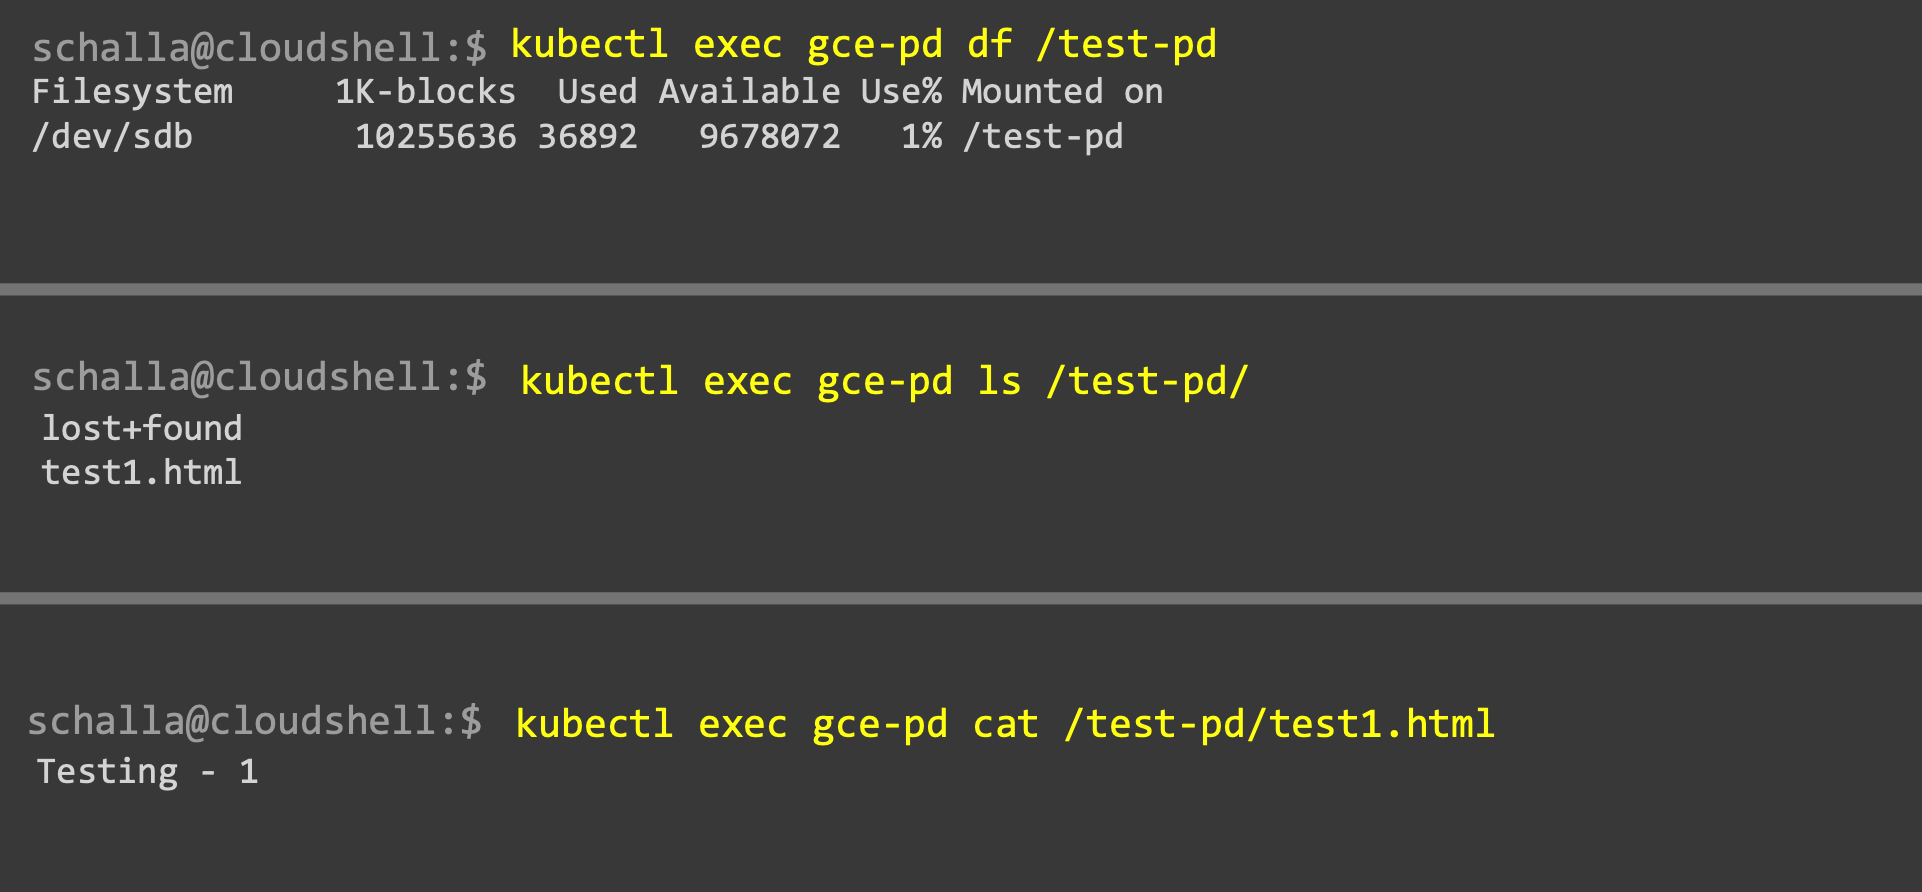 schalla@cloudshell:$ kubectl exec gce-pd df /test-pd
Filesystem     1K-blocks  Used Available Use% Mounted on
/dev/sdb        10255636 36892   9678072   1% /test-pd
schalla@cloudshell:$ kubectl exec gce-pd ls /test-pd/
lost+found
test1.html
schalla@cloudshell:$ kubectl exec gce-pd cat /test-pd/test1.html
Testing - 1